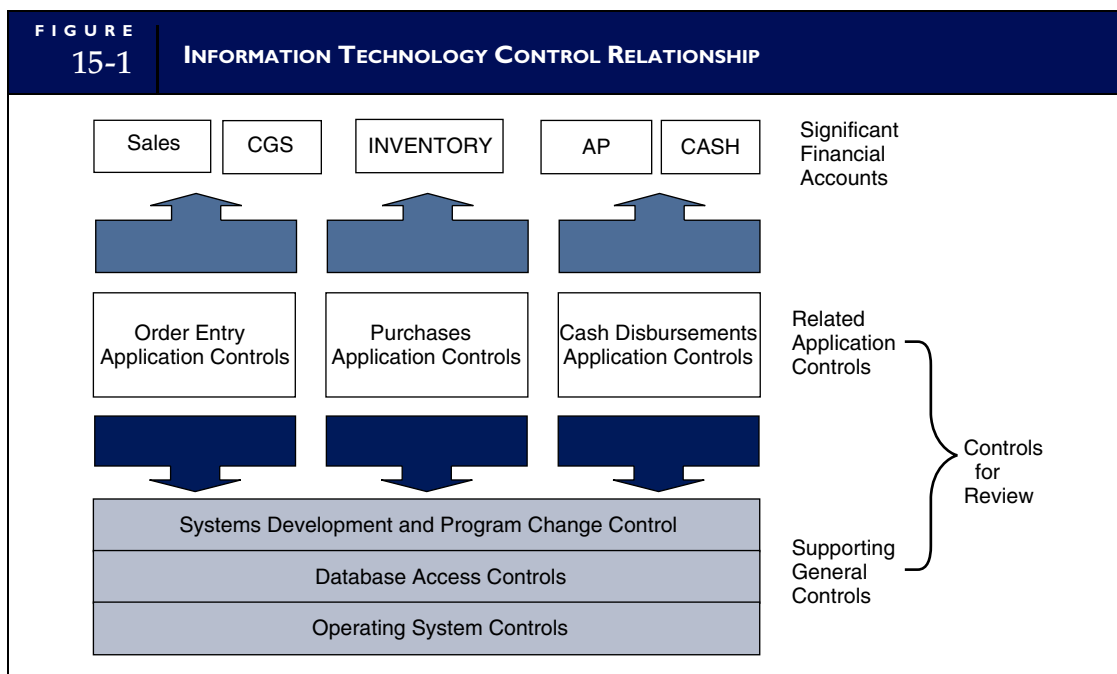 FIGURE
15-1
INFORMATION TECHNOLOGY CONTROL RELATIONSHIP
Sales
CGS
INVENTORY
AP
CASH
Significant
Financial
Accounts
Order Entry
Application Controls
Purchases
Application Controls
Cash Disbursements
Application Controls
Related
Application
Controls
Controls
for
Review
Systems Development and Program Change Control
Database Access Controls
Operating System Controls
Supporting
General
Controls